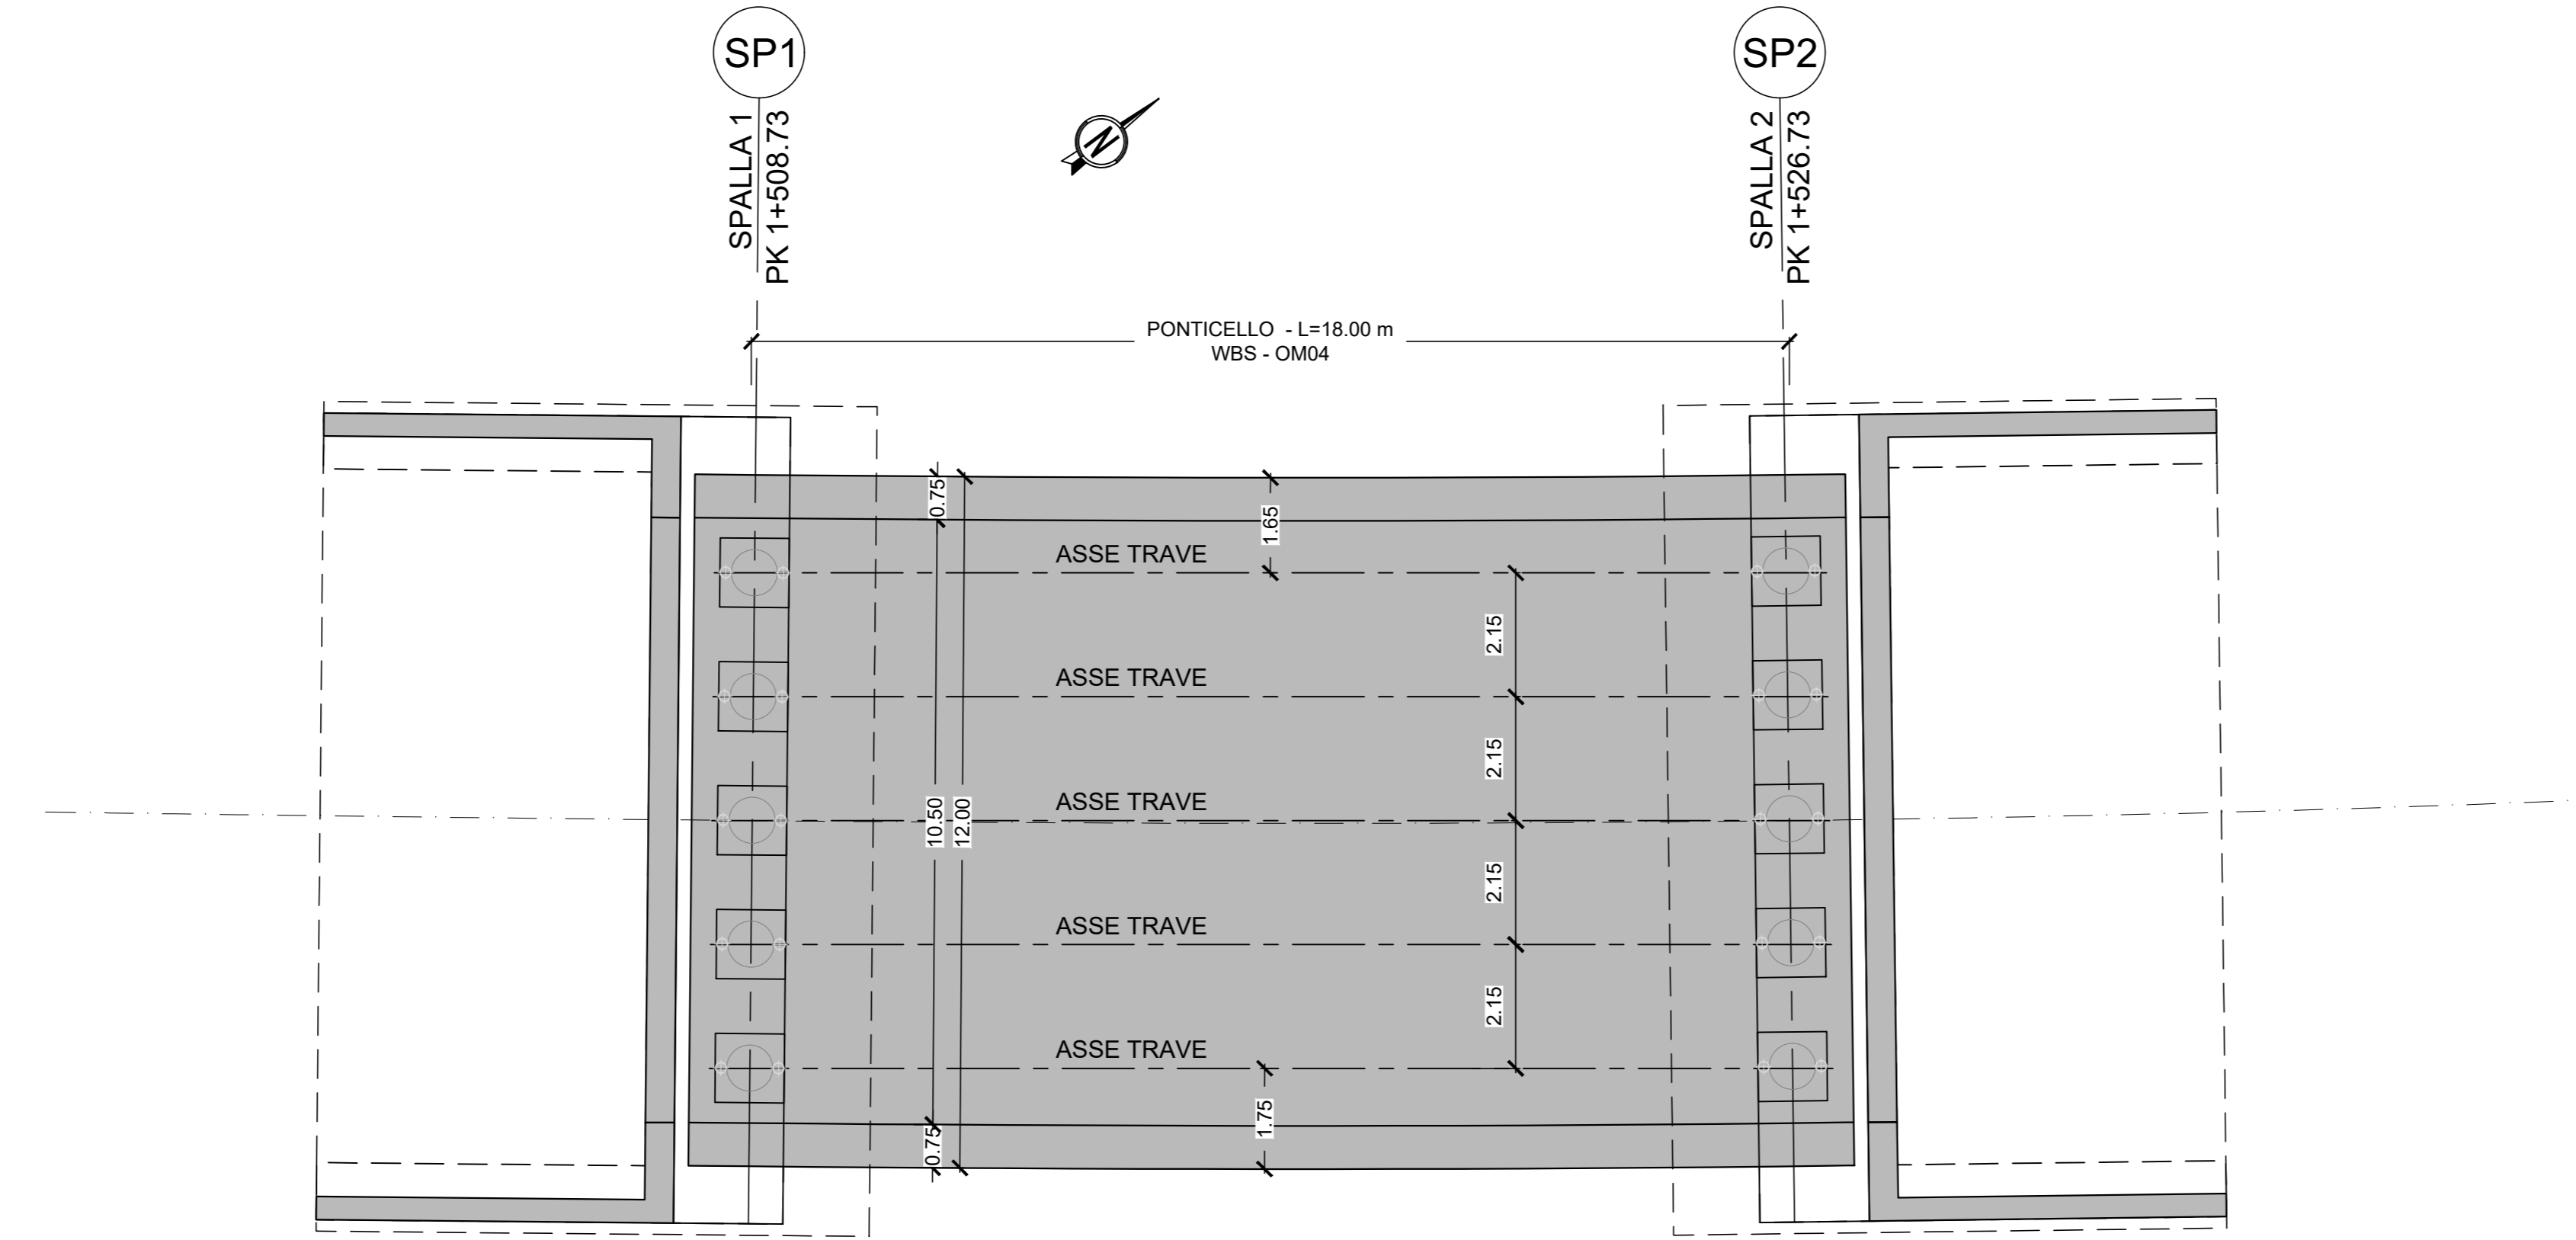 SP1
SP2
SPALLA 1
PK 1+508.73
SPALLA 2
PK 1+526.73
N
PONTICELLO - L=18.00 m
WBS - OM04
0.75
1.65
ASSE TRAVE
2.15
ASSE TRAVE
2.15
ASSE TRAVE
10.50
12.00
2.15
ASSE TRAVE
2.15
ASSE TRAVE
0.75
1.75